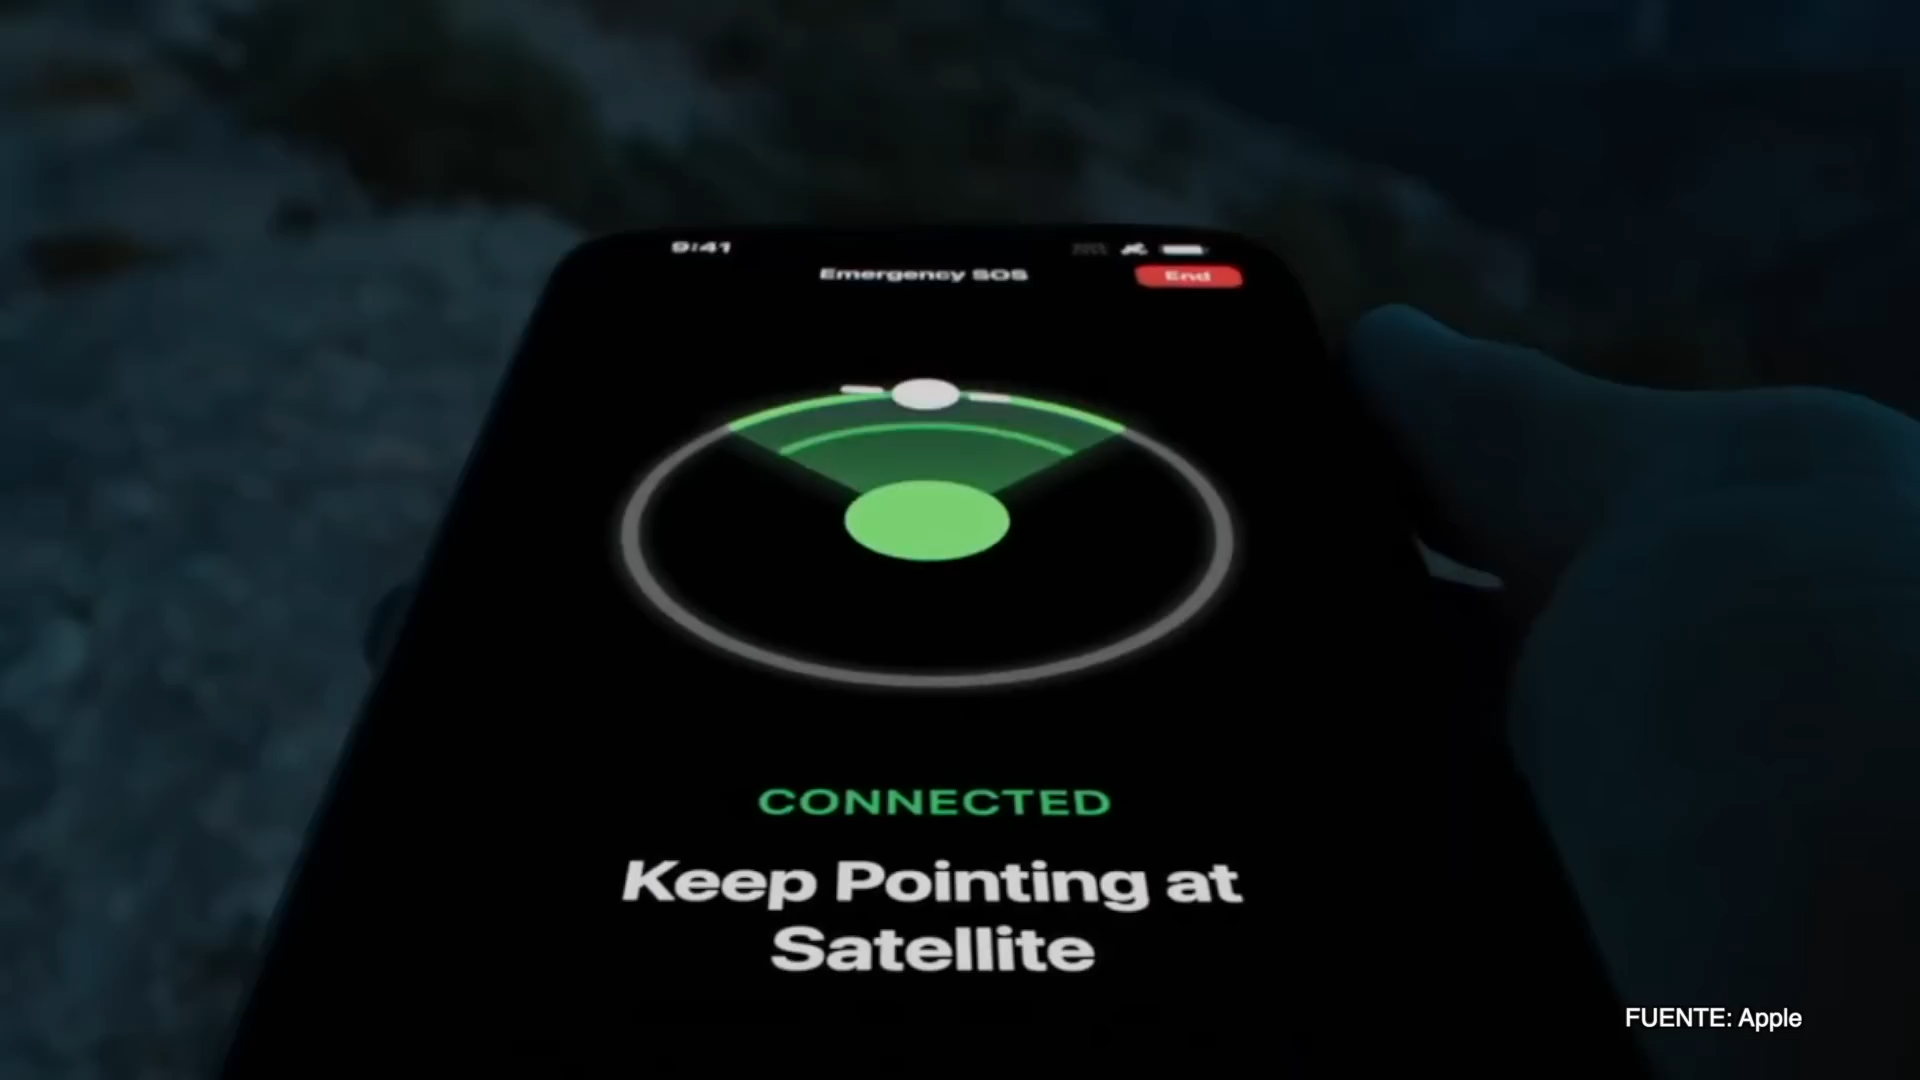 9:41
Emergency SOS
End
CONNECTED
Keep Pointing at
Satellite
FUENTE: Apple